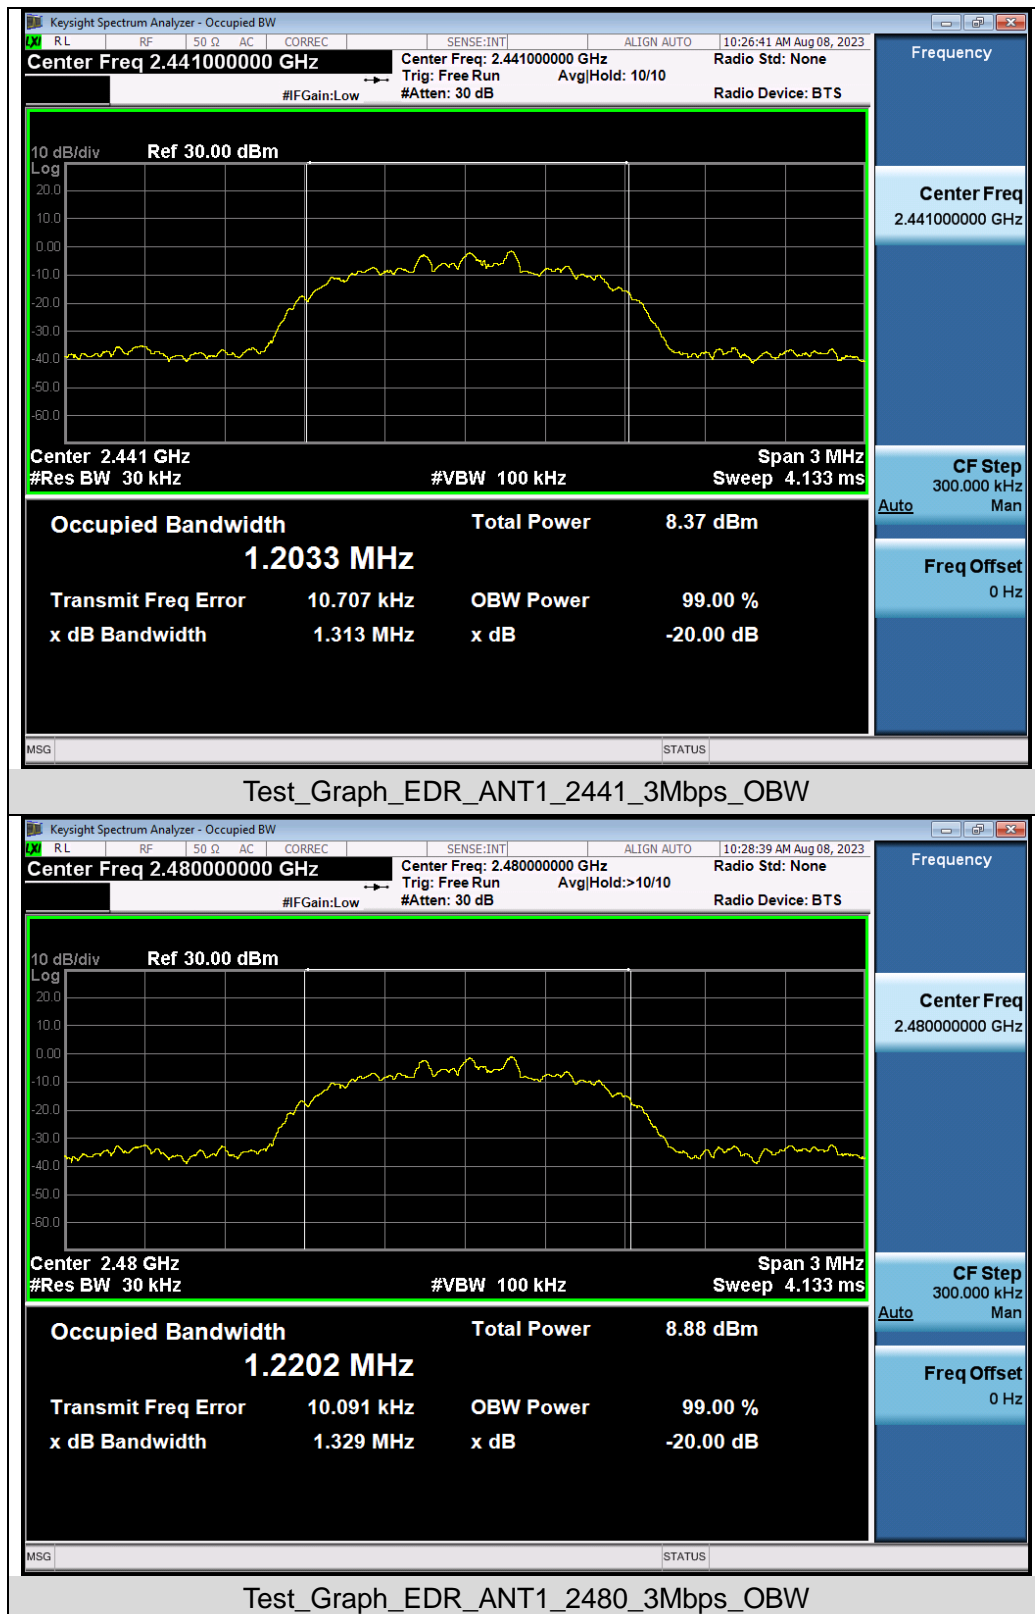 Keysight Spectrum Analyzer - Occupied BW
LXI RL RF 50 Ω AC CORREC SENSE:INT ALIGN AUTO 10:26:41 AM Aug 08, 2023
Center Freq 2.441000000 GHz
Center Freq: 2.441000000 GHz
Radio Std: None
Trig: Free Run Avg|Hold: 10/10
#IFGain:Low
#Atten: 30 dB
Radio Device: BTS
Frequency
10 dB/div Ref 30.00 dBm
Log
20.0
10.0
0.00
-10.0
-20.0
-30.0
-40.0
-50.0
-60.0
Center 2.441 GHz Span 3 MHz
#Res BW 30 kHz #VBW 100 kHz Sweep 4.133 ms
Center Freq
2.441000000 GHz
CF Step
300.000 kHz
Auto Man
Freq Offset
0 Hz
Occupied Bandwidth Total Power 8.37 dBm
1.2033 MHz
Transmit Freq Error 10.707 kHz OBW Power 99.00 %
x dB Bandwidth 1.313 MHz x dB -20.00 dB
MSG STATUS
Test_Graph_EDR_ANT1_2441_3Mbps_OBW
Keysight Spectrum Analyzer - Occupied BW
LXI RL RF 50 Ω AC CORREC SENSE:INT ALIGN AUTO 10:28:39 AM Aug 08, 2023
Center Freq 2.480000000 GHz
Center Freq: 2.480000000 GHz
Radio Std: None
Trig: Free Run Avg|Hold:>10/10
#IFGain:Low
#Atten: 30 dB
Radio Device: BTS
Frequency
10 dB/div Ref 30.00 dBm
Log
20.0
10.0
0.00
-10.0
-20.0
-30.0
-40.0
-50.0
-60.0
Center 2.48 GHz Span 3 MHz
#Res BW 30 kHz #VBW 100 kHz Sweep 4.133 ms
Center Freq
2.480000000 GHz
CF Step
300.000 kHz
Auto Man
Freq Offset
0 Hz
Occupied Bandwidth Total Power 8.88 dBm
1.2202 MHz
Transmit Freq Error 10.091 kHz OBW Power 99.00 %
x dB Bandwidth 1.329 MHz x dB -20.00 dB
MSG STATUS
Test_Graph_EDR_ANT1_2480_3Mbps_OBW